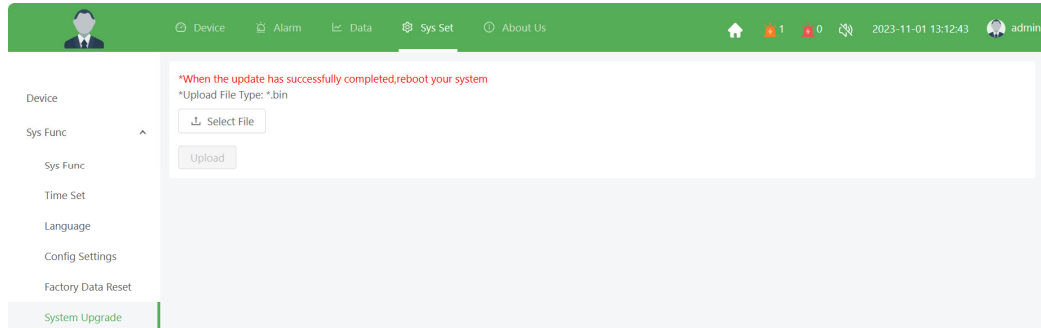 Device Alarm Data Sys Set About Us 1 0 2023-11-01 13:12:43 admin
*When the update has successfully completed,reboot your system
*Upload File Type: *.bin
Select File
Upload
Device
Sys Func
Sys Func
Time Set
Language
Config Settings
Factory Data Reset
System Upgrade